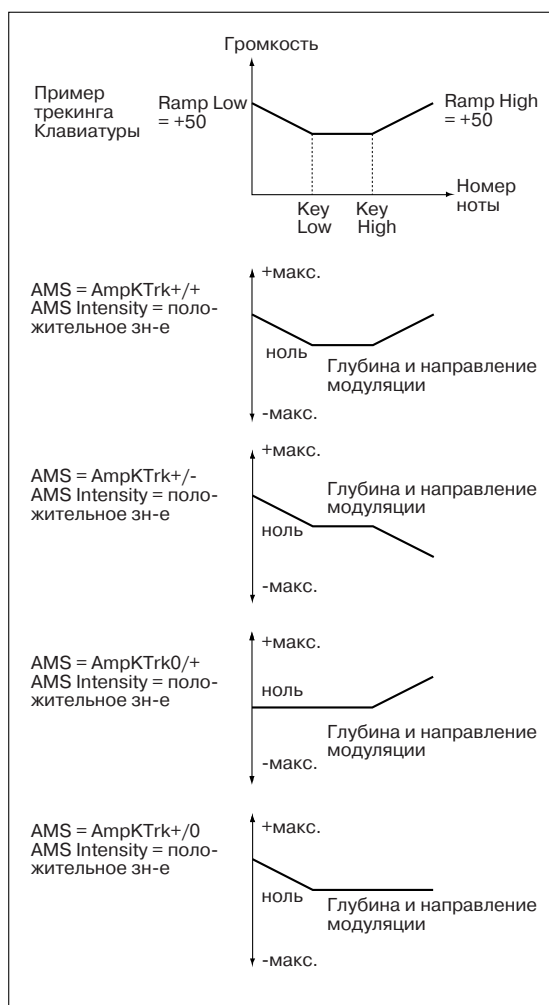 Громкость
Пример
трекинга
Клавиатуры
Ramp Low
= +50
Ramp High
= +50
Номер
ноты
Key
Low
Key
High
AMS = AmpKTrk+/+
AMS Intensity = поло-
жительное зн-е
+макс.
ноль
Глубина и направление
модуляции
-макс.
AMS = AmpKTrk+/-
AMS Intensity = поло-
жительное зн-е
+макс.
Глубина и направление
модуляции
ноль
-макс.
AMS = AmpKTrk0/+
AMS Intensity = поло-
жительное зн-е
+макс.
ноль
Глубина и направление
модуляции
-макс.
AMS = AmpKTrk+/0
AMS Intensity = поло-
жительное зн-е
+макс.
ноль
Глубина и направление
модуляции
-макс.